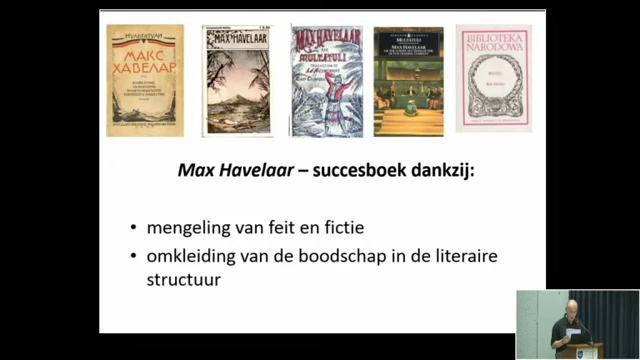 МАКС
ХАВЕЛАР
MAX HAVELAAR
MAX HAVELAAR
MULTATULI
MULTATULI
MAX HAVELAAR
BIBLIOTEKA
NARODOWA
Max Havelaar – succesboek dankzij:
• mengeling van feit en fictie
• omkleiding van de boodschap in de literaire
structuur